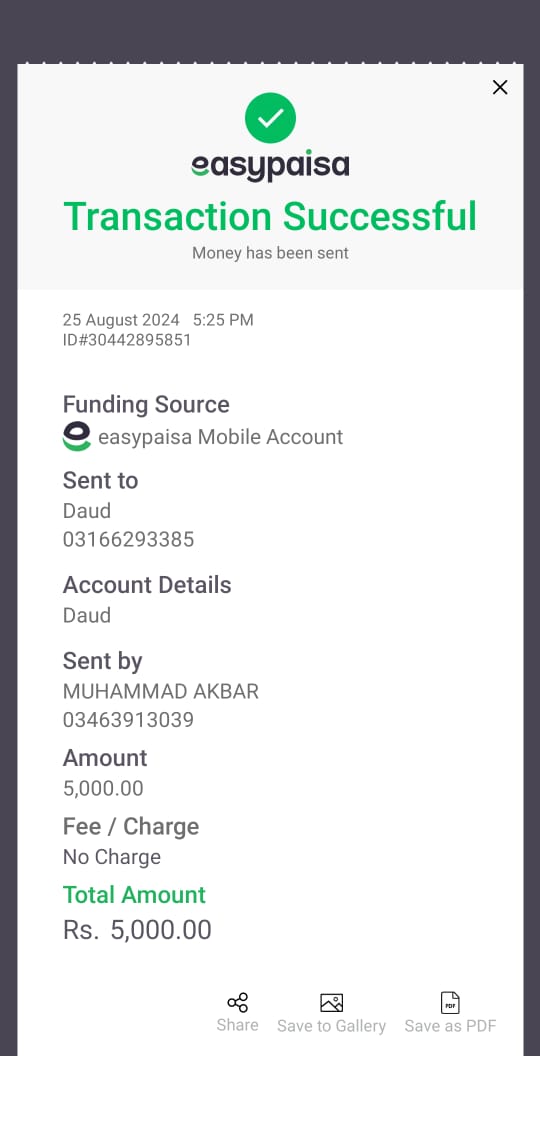 easypaisa
Transaction Successful
Money has been sent
25 August 2024 5:25 PM
ID#30442895851
Funding Source
easypaisa Mobile Account
Sent to
Daud
03166293385
Account Details
Daud
Sent by
MUHAMMAD AKBAR
03463913039
Amount
5,000.00
Fee / Charge
No Charge
Total Amount
Rs. 5,000.00
PDF
Share Save to Gallery Save as PDF